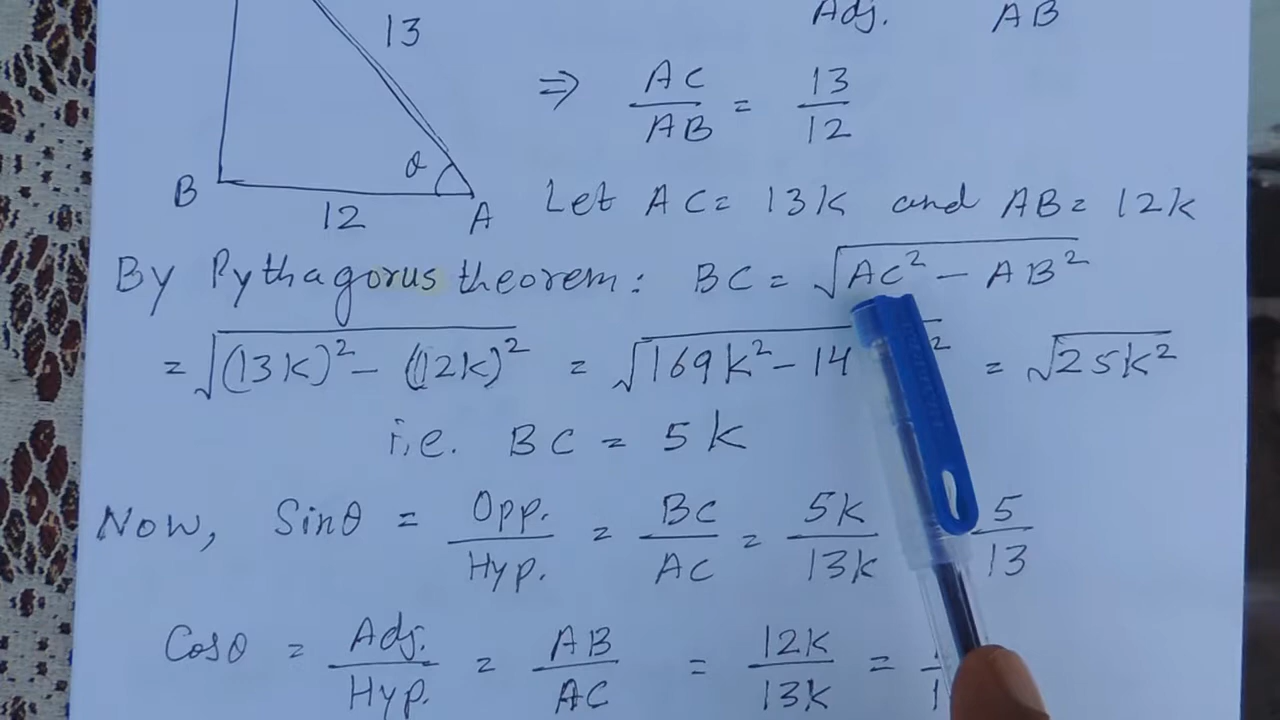 13
Adj. AB
⇒ AC/AB = 13/12
θ
B 12 A
Let AC = 13k and AB = 12k
By Pythagorus theorem: BC = √(AC² - AB²)
= √((13k)² - (12k)²) = √(169k² - 14 ²) = √(25k²)
i.e. BC = 5k
Now, Sinθ = Opp./Hyp. = BC/AC = 5k/13k 5/13
Cosθ = Adj./Hyp. = AB/AC = 12k/13k =